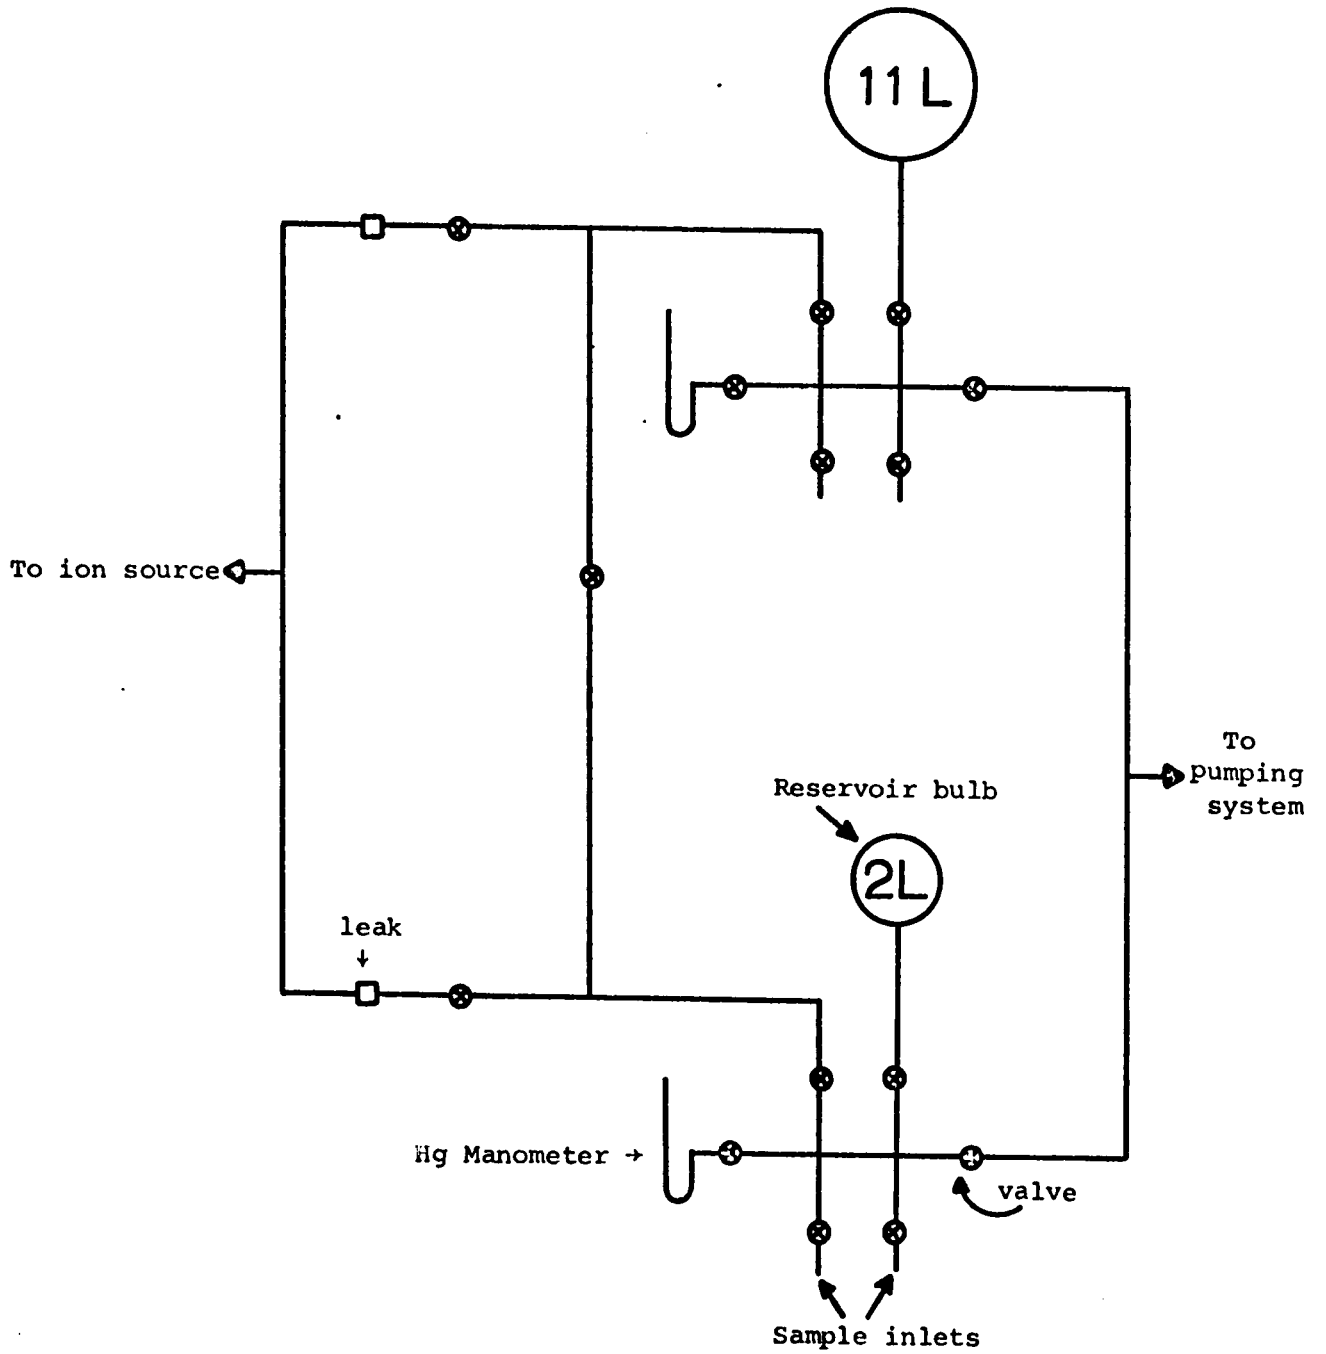 11 L
To ion source
To
pumping
system
Reservoir bulb
2L
leak
↓
Hg Manometer →
valve
Sample inlets